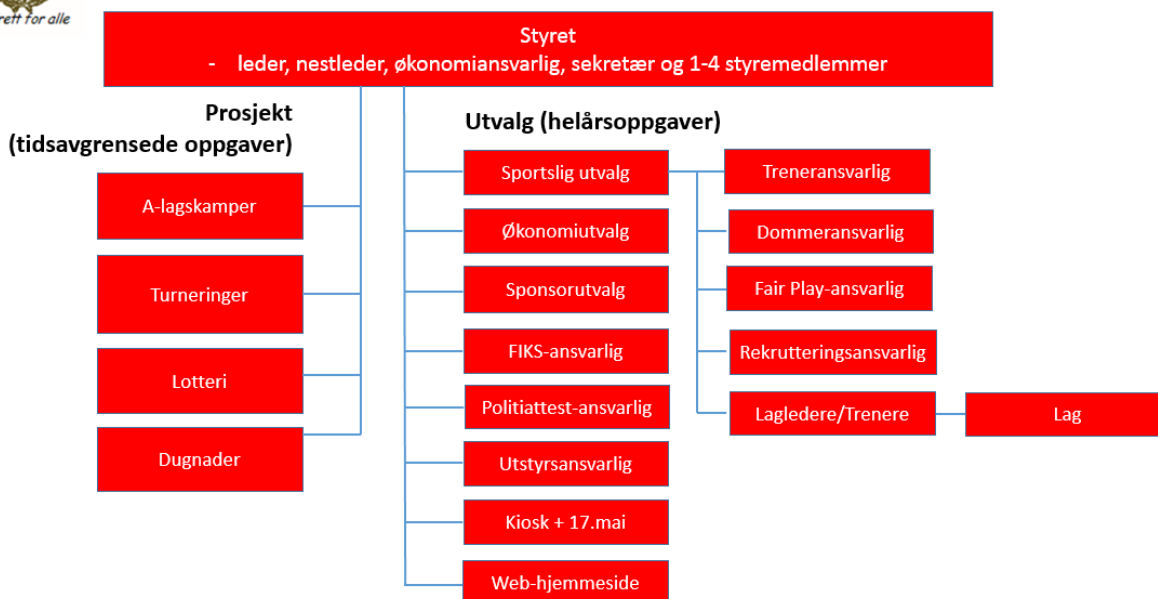 rett for alle
Styret
- leder, nestleder, økonomiansvarlig, sekretær og 1-4 styremedlemmer
Prosjekt
(tidsavgrensede oppgaver)
A-lagskamper
Turneringer
Lotteri
Dugnader
Utvalg (helårsoppgaver)
Sportslig utvalg
Økonomiutvalg
Sponsorutvalg
FIKS-ansvarlig
Politiattest-ansvarlig
Utstyrsansvarlig
Kiosk + 17.mai
Web-hjemmeside
Treneransvarlig
Dommeransvarlig
Fair Play-ansvarlig
Rekrutteringsansvarlig
Lagledere/Trenere
Lag